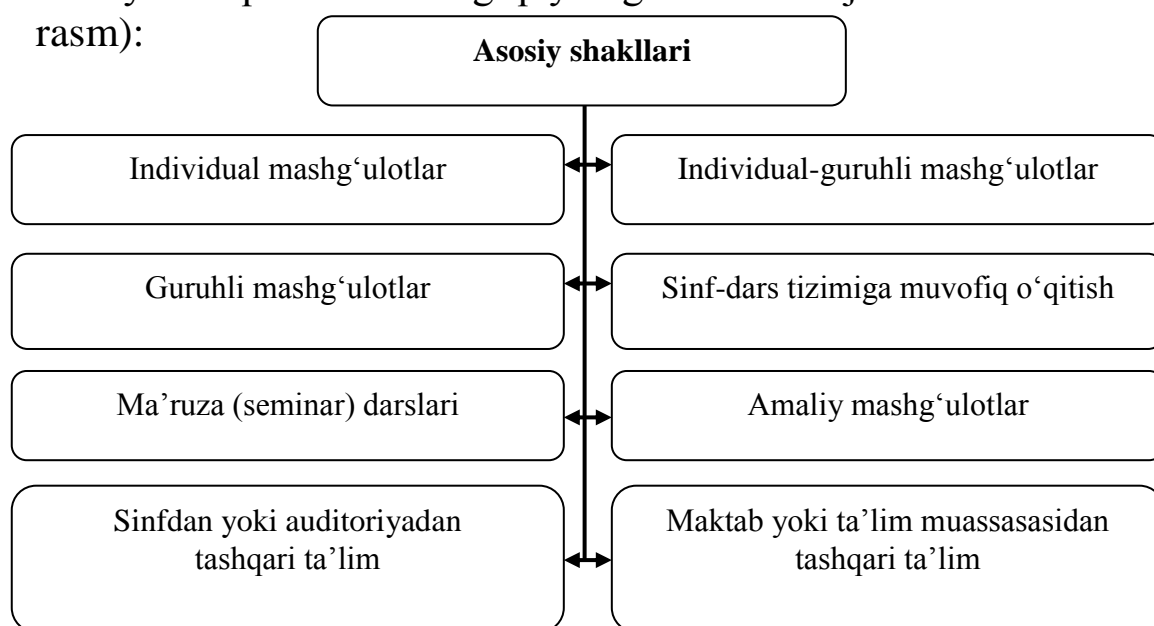 rasm):
Asosiy shakllari
Individual mashg‘ulotlar
Individual-guruhli mashg‘ulotlar
Guruhli mashg‘ulotlar
Sinf-dars tizimiga muvofiq o‘qitish
Ma’ruza (seminar) darslari
Amaliy mashg‘ulotlar
Sinfdan yoki auditoriyadan
tashqari ta’lim
Maktab yoki ta’lim muassasasidan
tashqari ta’lim